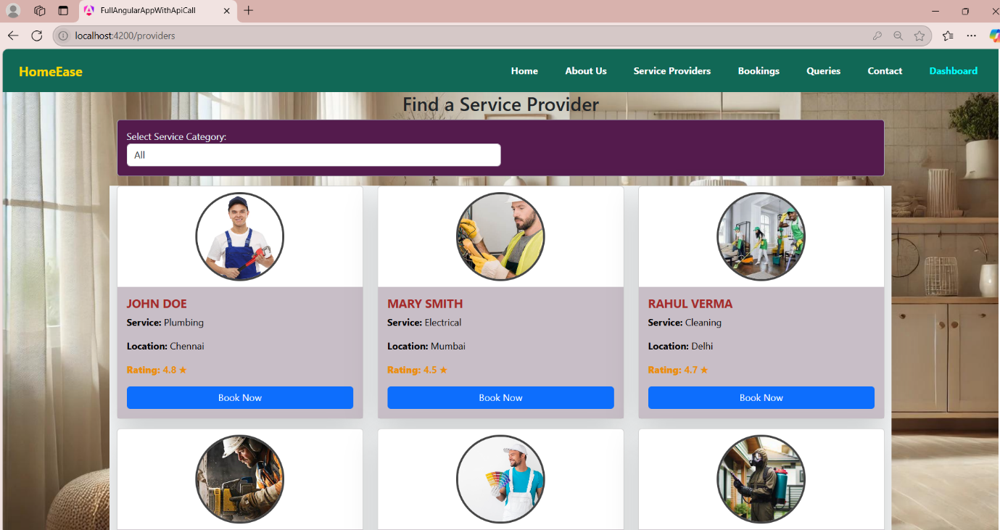 FullAngularAppWithApiCall
localhost:4200/providers
HomeEase
Home About Us Service Providers Bookings Queries Contact Dashboard
Find a Service Provider
Select Service Category:
All
JOHN DOE MARY SMITH RAHUL VERMA
Service: Plumbing Service: Electrical Service: Cleaning
Location: Chennai Location: Mumbai Location: Delhi
Rating: 4.8 ★ Rating: 4.5 ★ Rating: 4.7 ★
Book Now Book Now Book Now